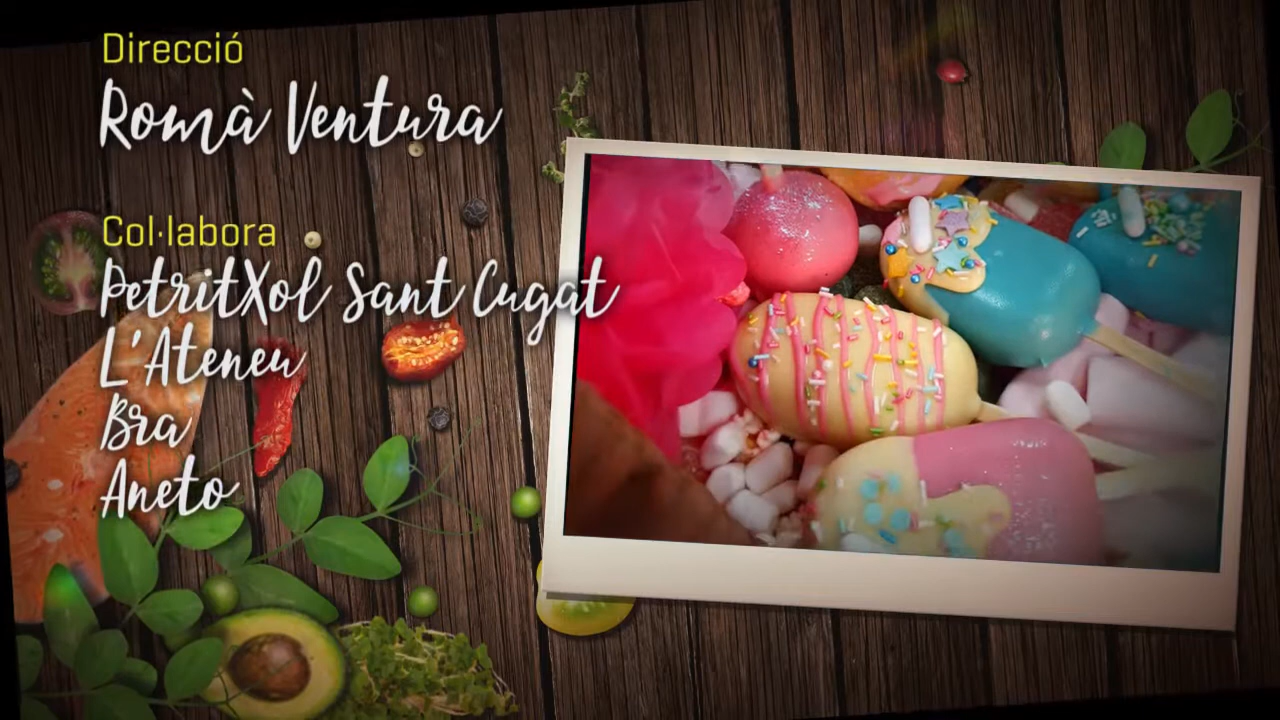 Direcció
Romà Ventura
Col·labora
PetritXol Sant Cugat
L'Ateneu
Bra
Aneto